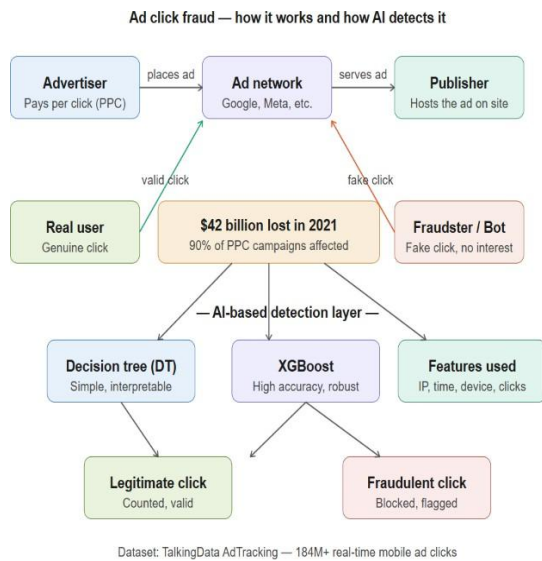 Ad click fraud — how it works and how AI detects it
Advertiser
Pays per click (PPC)
places ad
Ad network
Google, Meta, etc.
serves ad
Publisher
Hosts the ad on site
valid click
fake click
Real user
Genuine click
$42 billion lost in 2021
90% of PPC campaigns affected
Fraudster / Bot
Fake click, no interest
— AI-based detection layer —
Decision tree (DT)
Simple, interpretable
XGBoost
High accuracy, robust
Features used
IP, time, device, clicks
Legitimate click
Counted, valid
Fraudulent click
Blocked, flagged
Dataset: TalkingData AdTracking — 184M+ real-time mobile ad clicks